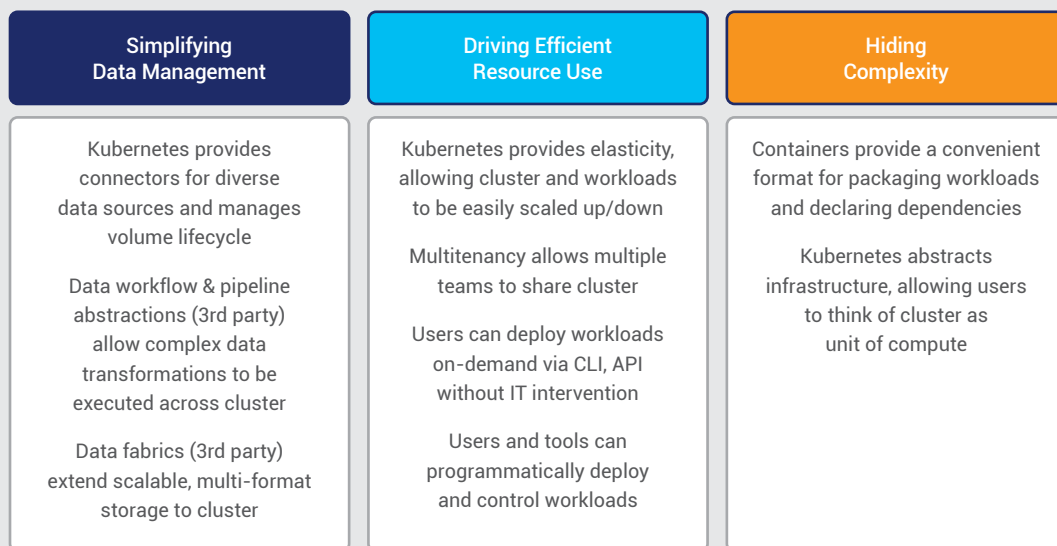 Simplifying
Data Management
Kubernetes provides
connectors for diverse
data sources and manages
volume lifecycle
Data workflow & pipeline
abstractions (3rd party)
allow complex data
transformations to be
executed across cluster
Data fabrics (3rd party)
extend scalable, multi-format
storage to cluster
Driving Efficient
Resource Use
Kubernetes provides elasticity,
allowing cluster and workloads
to be easily scaled up/down
Multitenancy allows multiple
teams to share cluster
Users can deploy workloads
on-demand via CLI, API
without IT intervention
Users and tools can
programmatically deploy
and control workloads
Hiding
Complexity
Containers provide a convenient
format for packaging workloads
and declaring dependencies
Kubernetes abstracts
infrastructure, allowing users
to think of cluster as
unit of compute